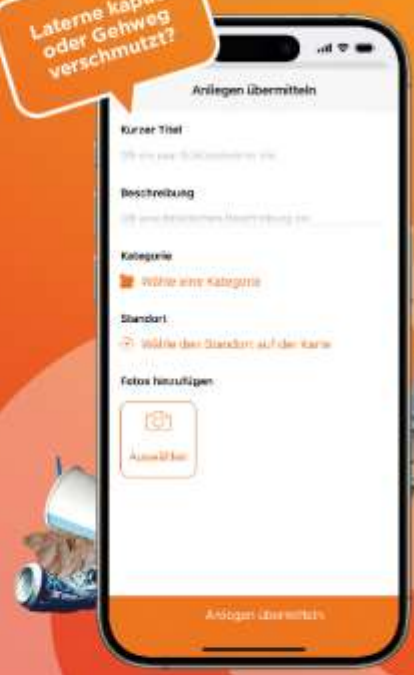 Laterne
oder Gehweg
verschmutzt?
Anliegen übermitteln
Kurzer Titel
Beschreibung
Kategorie
Wähle eine Kategorie
Standort
Wähle den Standort auf der Karte
Fotos hinzufügen
Auswählen
Anliegen übermitteln